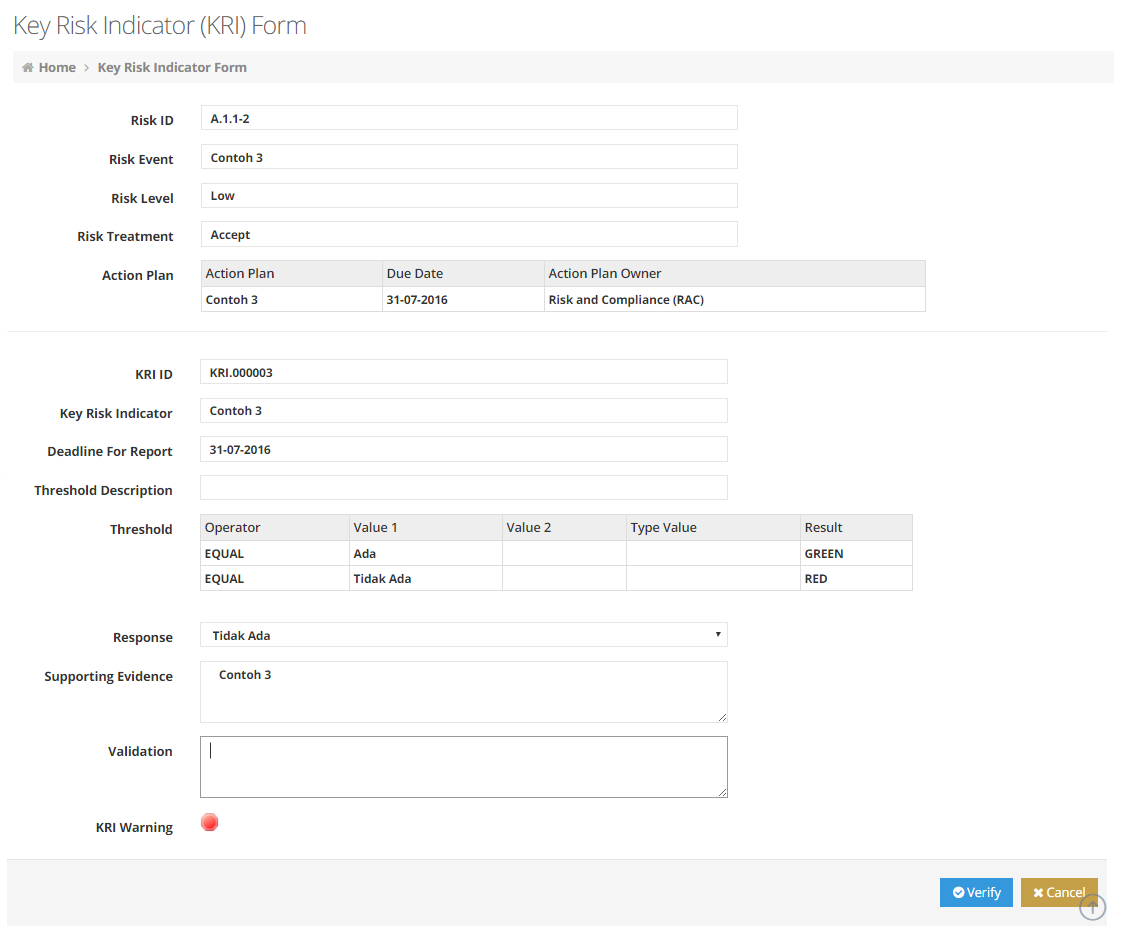 Key Risk Indicator (KRI) Form
Home > Key Risk Indicator Form
Risk ID A.1.1-2
Risk Event Contoh 3
Risk Level Low
Risk Treatment Accept
Action Plan Action Plan Due Date Action Plan Owner
Contoh 3 31-07-2016 Risk and Compliance (RAC)
KRI ID KRI.000003
Key Risk Indicator Contoh 3
Deadline For Report 31-07-2016
Threshold Description
Threshold Operator Value 1 Value 2 Type Value Result
EQUAL Ada GREEN
EQUAL Tidak Ada RED
Response Tidak Ada
Supporting Evidence Contoh 3
Validation
KRI Warning
Verify Cancel